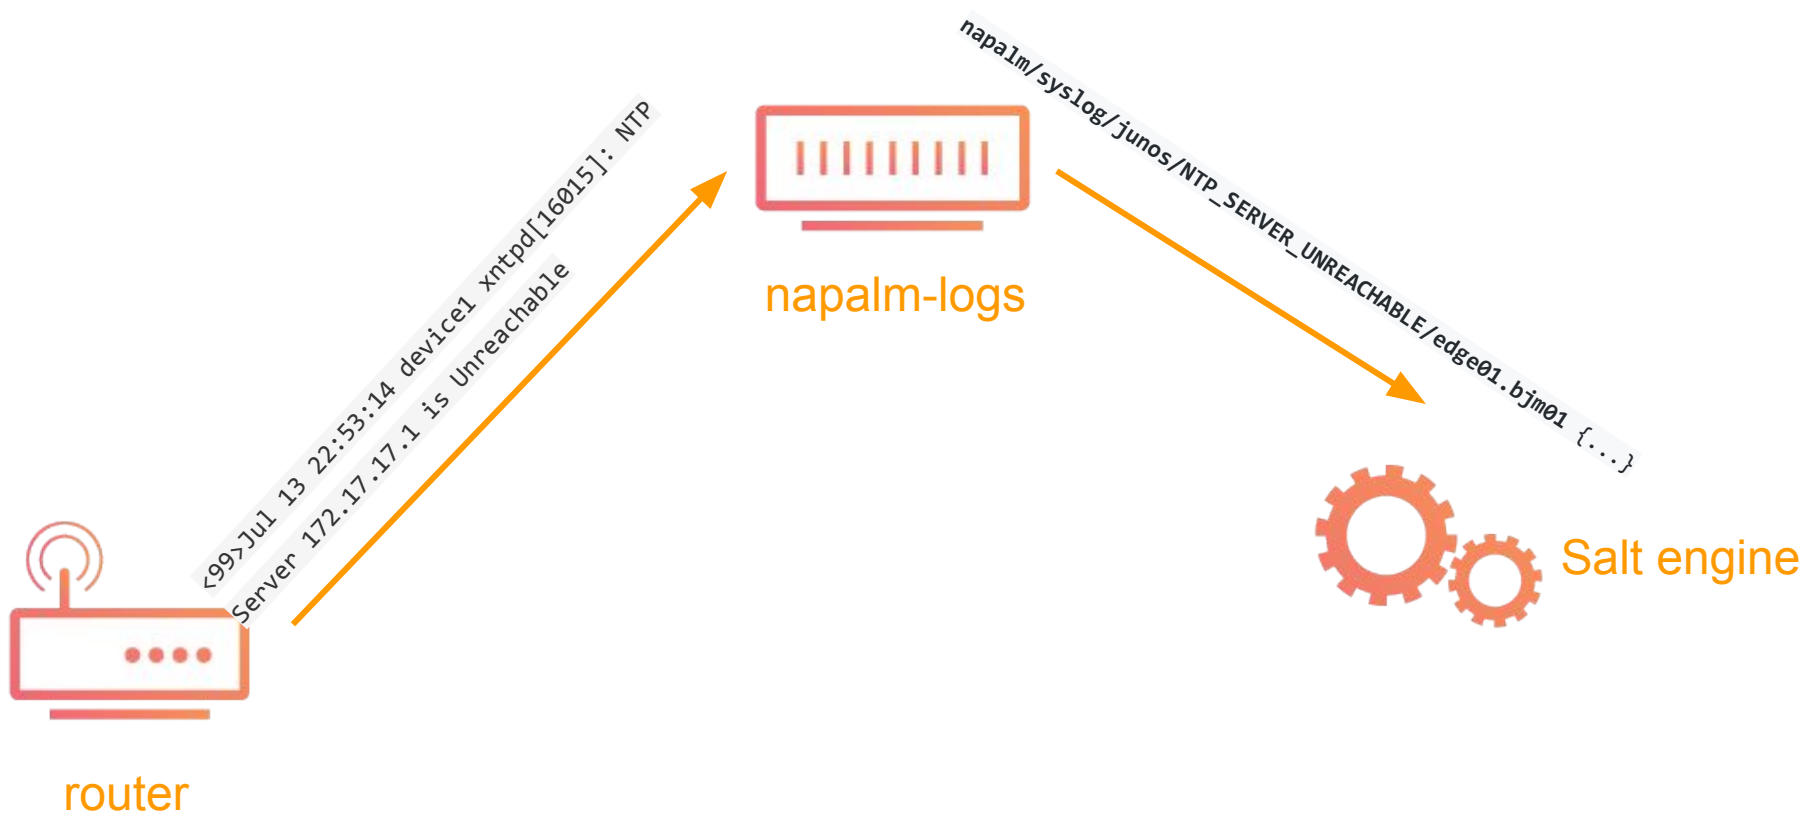 <99>Jul 13 22:53:14 device1 xntpd[16015]: NTP
Server 172.17.17.1 is Unreachable
napalm/syslog/junos/NTP_SERVER_UNREACHABLE/edge01.bjm01 {...}
napalm-logs
Salt engine
router